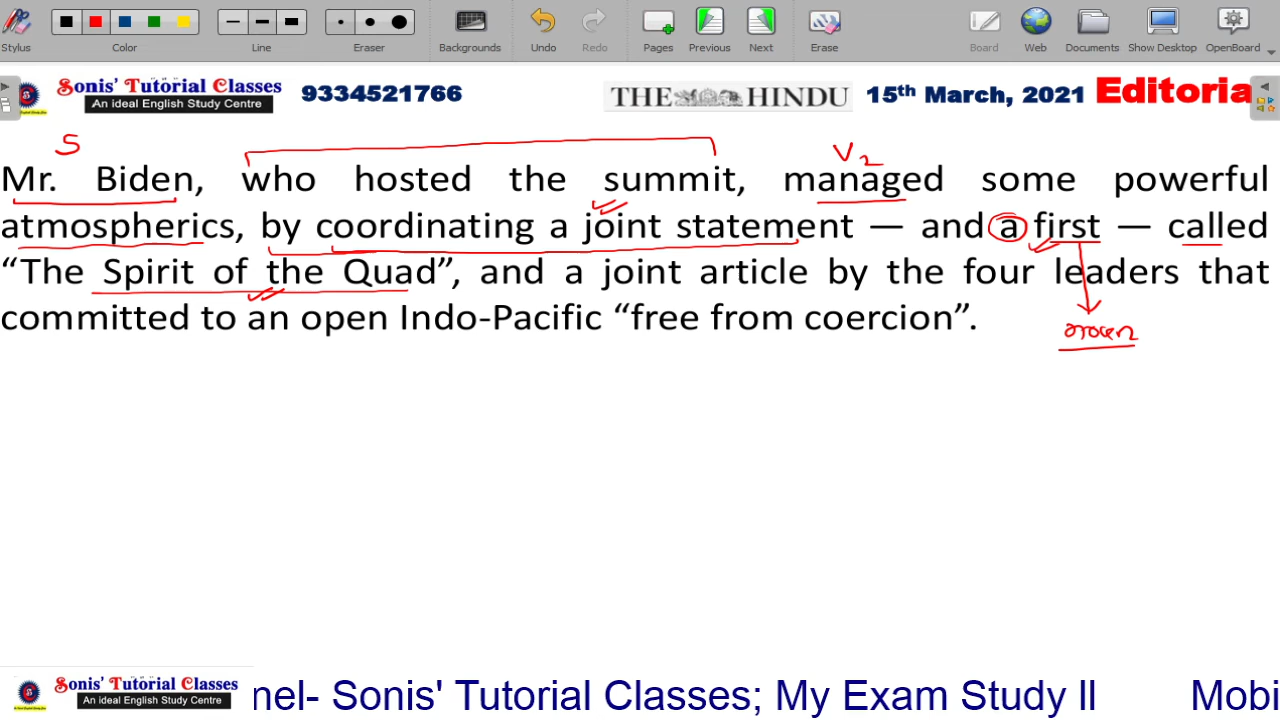 Stylus Color Line Eraser Backgrounds Undo Redo Pages Previous Next Erase Board Web Documents Show Desktop OpenBoard
Sonis' Tutorial Classes
An ideal English Study Centre
9334521766
THE HINDU
15th March, 2021 Editoria
S
V2
Mr. Biden, who hosted the summit, managed some powerful
atmospherics, by coordinating a joint statement — and a first — called
“The Spirit of the Quad”, and a joint article by the four leaders that
committed to an open Indo-Pacific “free from coercion”.
Sonis' Tutorial Classes
An ideal English Study Centre
nel- Sonis' Tutorial Classes; My Exam Study II Mobi